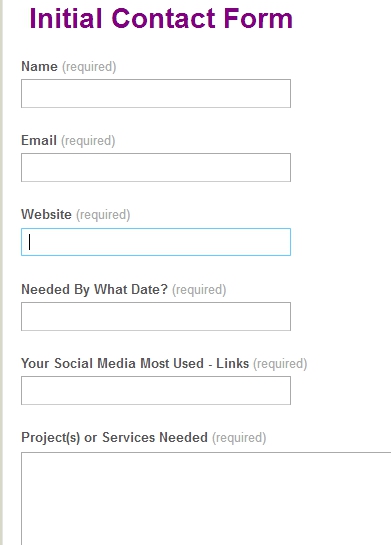 Initial Contact Form
Name (required)
Email (required)
Website (required)
Needed By What Date? (required)
Your Social Media Most Used - Links (required)
Project(s) or Services Needed (required)